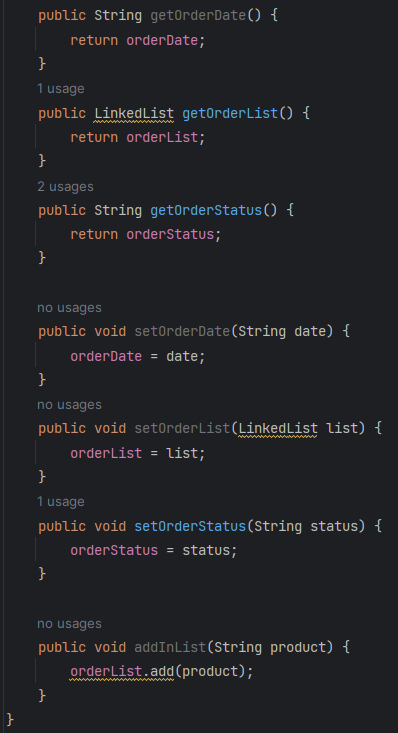 public String getOrderDate() {
return orderDate;
}
1 usage
public LinkedList getOrderList() {
return orderList;
}
2 usages
public String getOrderStatus() {
return orderStatus;
}
no usages
public void setOrderDate(String date) {
orderDate = date;
}
no usages
public void setOrderList(LinkedList list) {
orderList = list;
}
1 usage
public void setOrderStatus(String status) {
orderStatus = status;
}
no usages
public void addInList(String product) {
orderList.add(product);
}
}